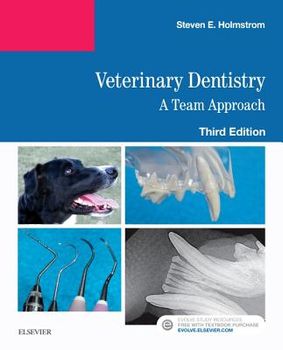 Steven E. Holmstrom
Veterinary Dentistry
A Team Approach
Third Edition
EVOLVE STUDY RESOURCES
FREE WITH TEXTBOOK PURCHASE
EVOLVE.ELSEVIER.COM
ELSEVIER